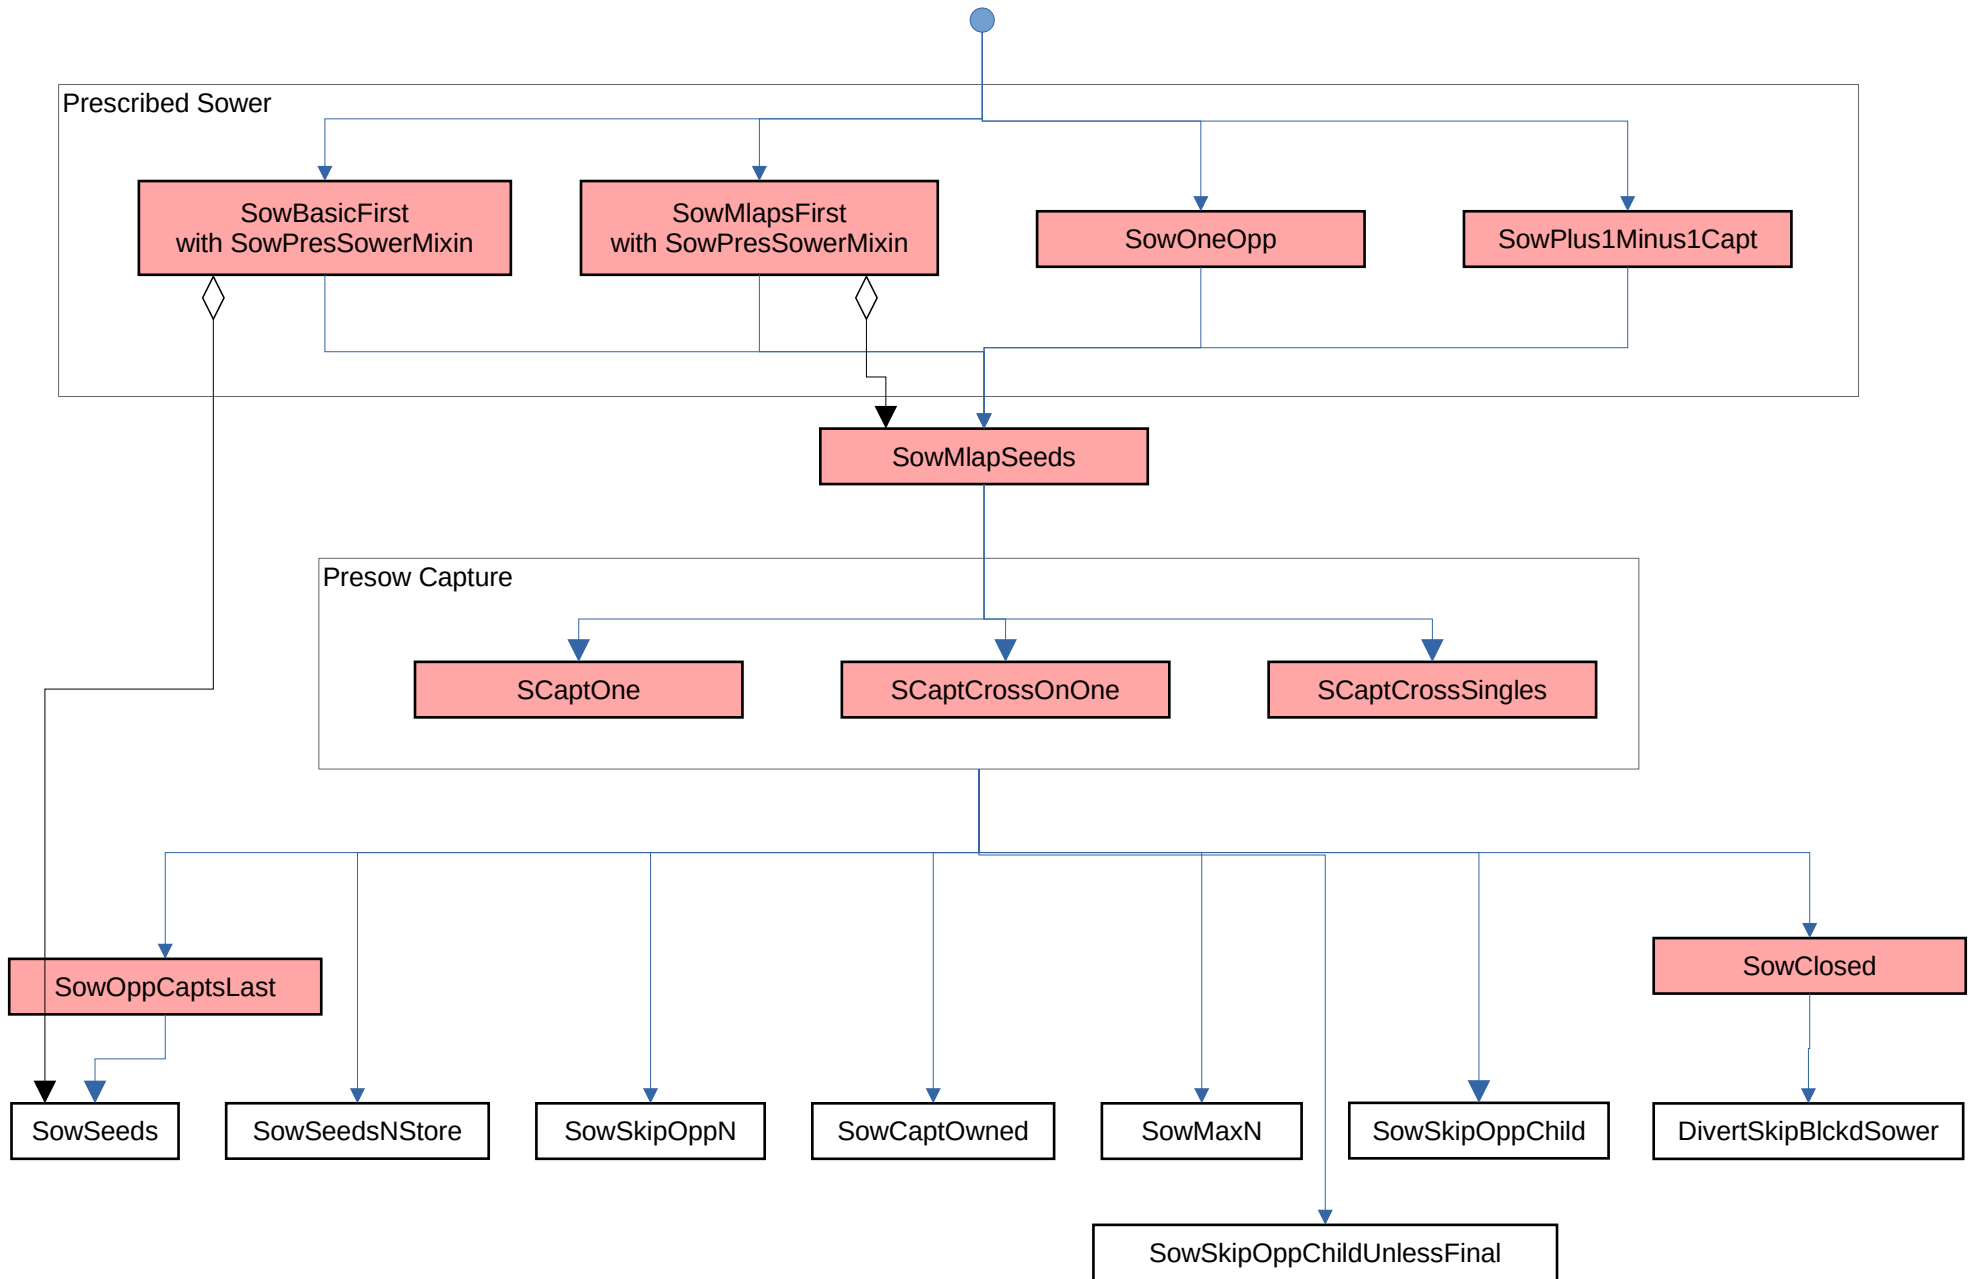 Prescribed Sower
SowBasicFirst
with SowPresSowerMixin
SowMlapsFirst
with SowPresSowerMixin
SowOneOpp
SowPlus1Minus1Capt
SowMlapSeeds
Presow Capture
SCaptOne
SCaptCrossOnOne
SCaptCrossSingles
SowOppCaptsLast
SowClosed
SowSeeds
SowSeedsNStore
SowSkipOppN
SowCaptOwned
SowMaxN
SowSkipOppChild
DivertSkipBlckdSower
SowSkipOppChildUnlessFinal